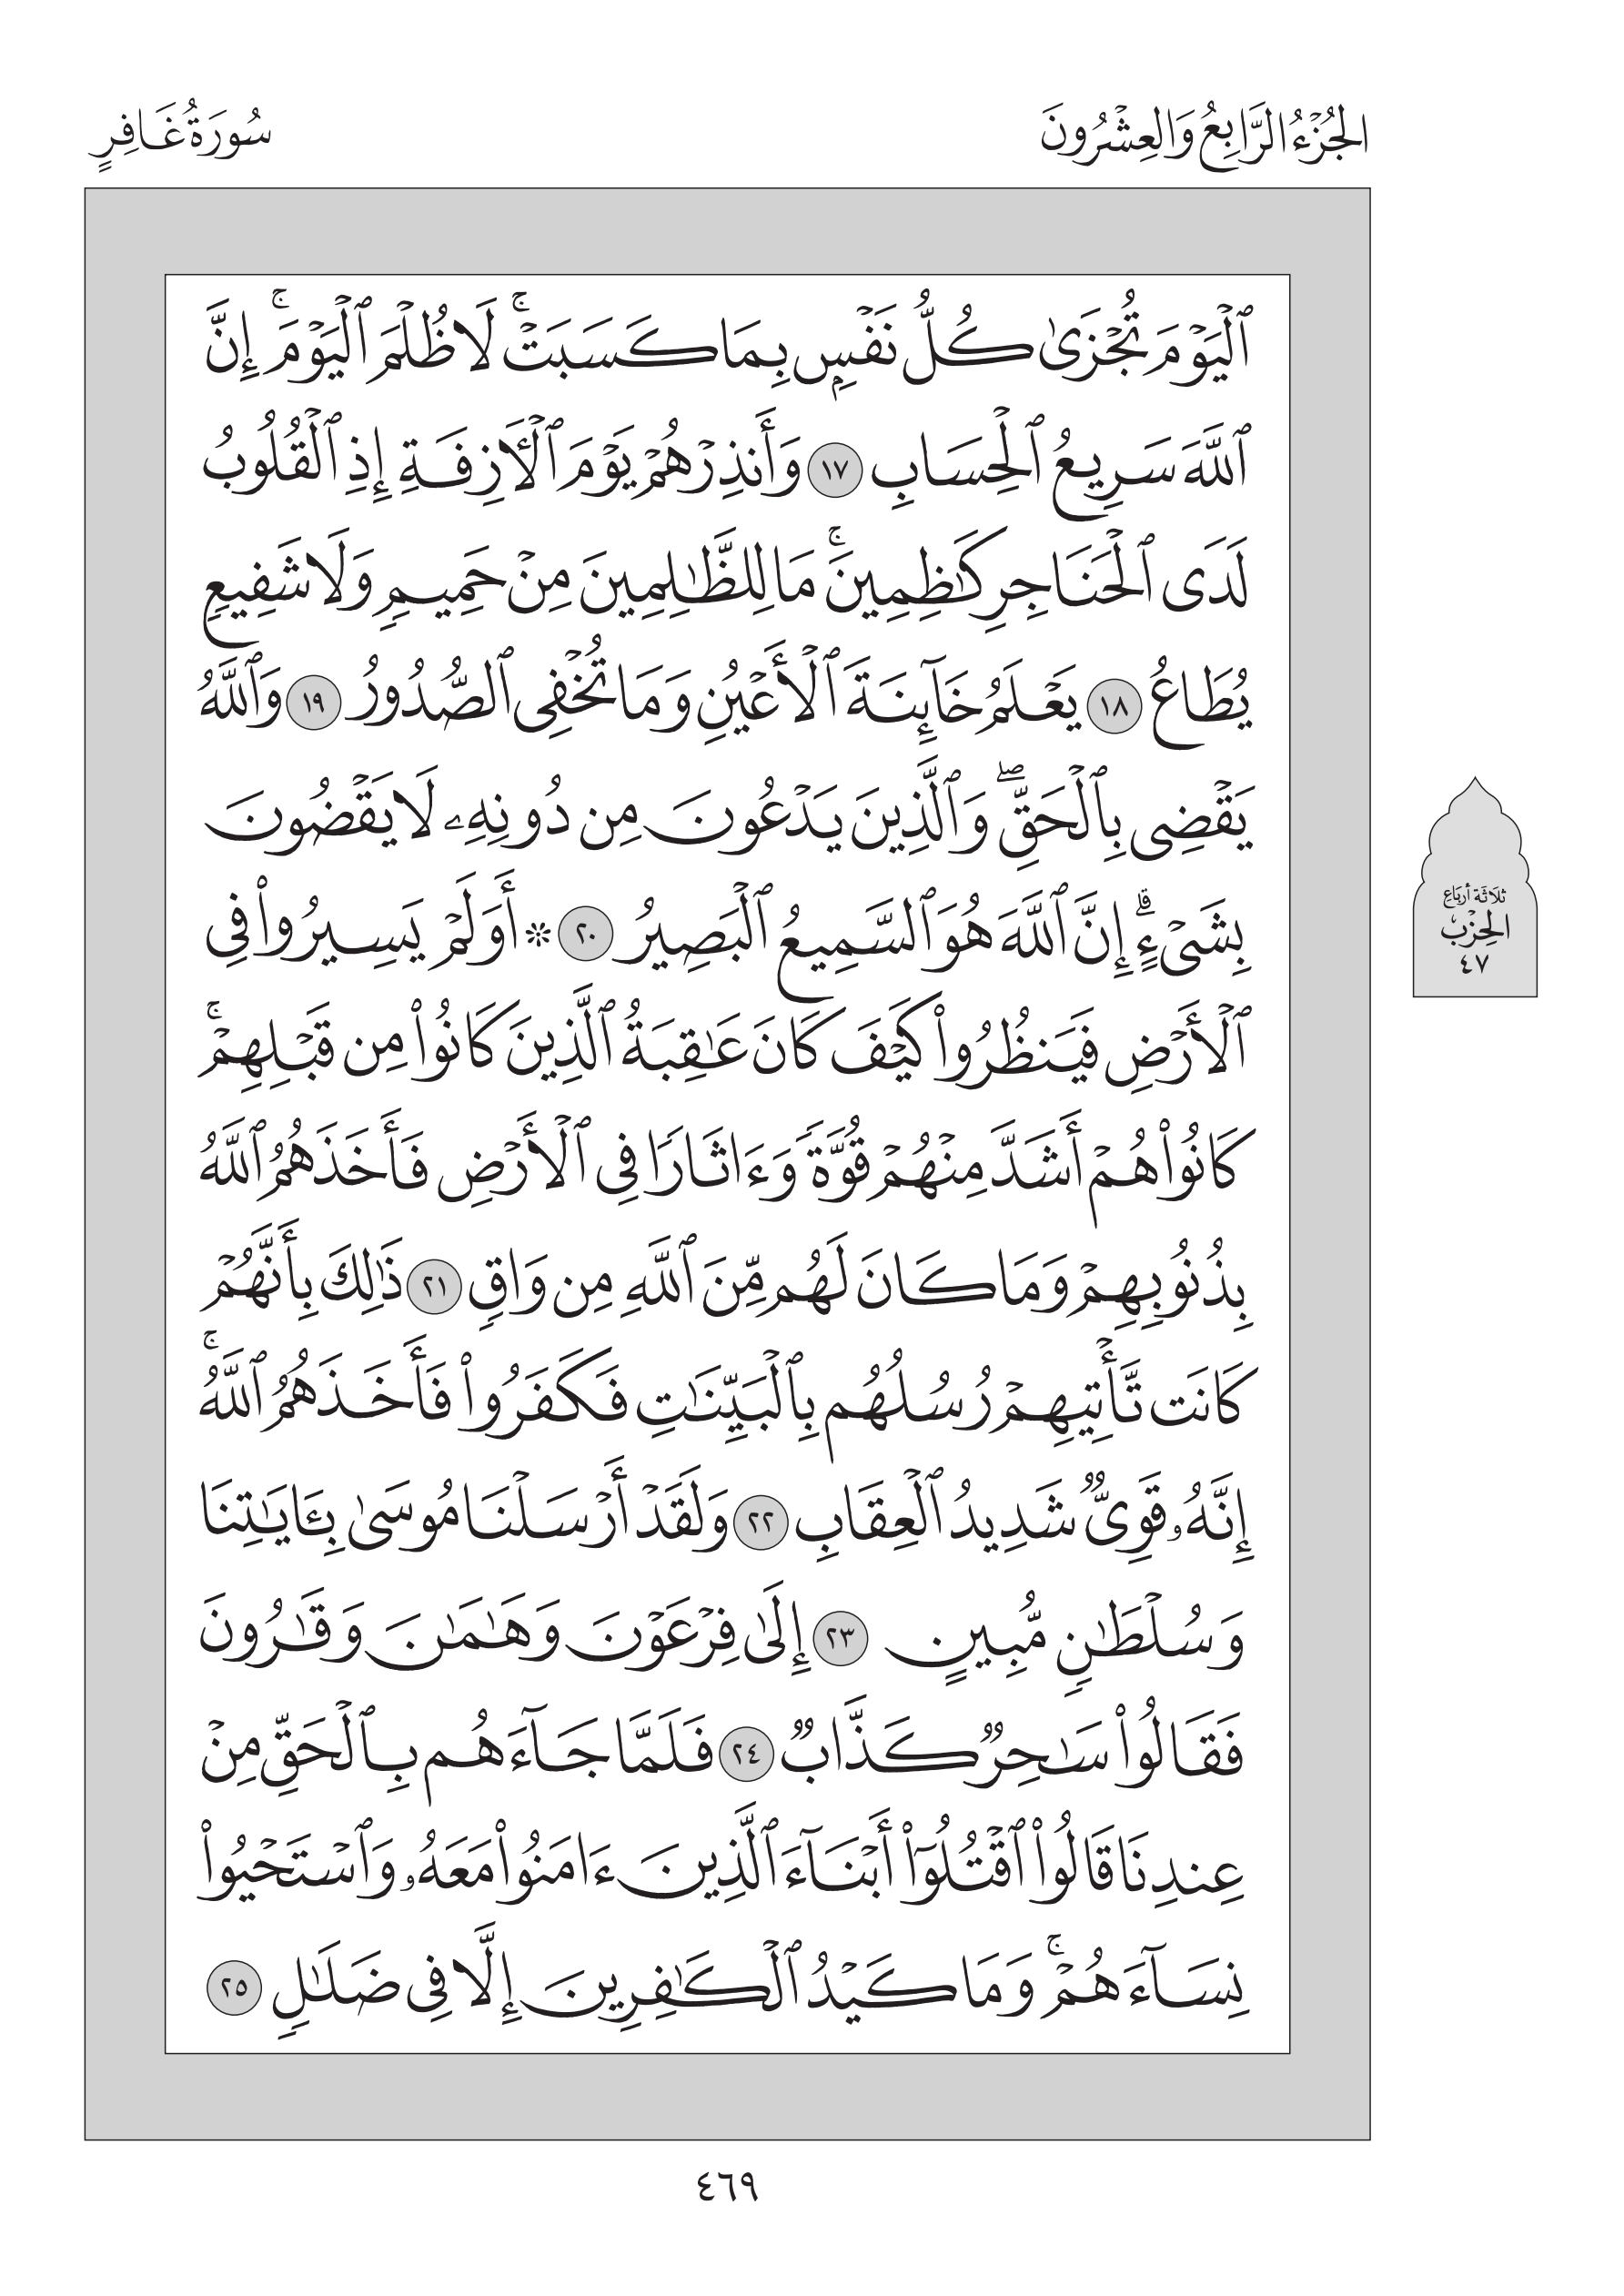 الجُزْءُ الرَّابِعُ وَالعِشْرُونَ
سُورَةُ غَافِرٍ
ٱلۡيَوۡمَ تُجۡزَىٰ كُلُّ نَفۡسِۭ بِمَا كَسَبَتۡۚ لَا ظُلۡمَ ٱلۡيَوۡمَۚ إِنَّ
ٱللَّهَ سَرِيعُ ٱلۡحِسَابِ ١٧ وَأَنذِرۡهُمۡ يَوۡمَ ٱلۡأٓزِفَةِ إِذِ ٱلۡقُلُوبُ
لَدَى ٱلۡحَنَاجِرِ كَٰظِمِينَۚ مَا لِلظَّٰلِمِينَ مِنۡ حَمِيمٖ وَلَا شَفِيعٖ
يُطَاعُ ١٨ يَعۡلَمُ خَآئِنَةَ ٱلۡأَعۡيُنِ وَمَا تُخۡفِي ٱلصُّدُورُ ١٩ وَٱللَّهُ
يَقۡضِي بِٱلۡحَقِّۖ وَٱلَّذِينَ يَدۡعُونَ مِن دُونِهِۦ لَا يَقۡضُونَ
بِشَيۡءٍۗ إِنَّ ٱللَّهَ هُوَ ٱلسَّمِيعُ ٱلۡبَصِيرُ ٢٠ ۞ أَوَلَمۡ يَسِيرُواْ فِي
ٱلۡأَرۡضِ فَيَنظُرُواْ كَيۡفَ كَانَ عَٰقِبَةُ ٱلَّذِينَ كَانُواْ مِن قَبۡلِهِمۡۚ
كَانُواْ هُمۡ أَشَدَّ مِنۡهُمۡ قُوَّةٗ وَءَاثَارٗا فِي ٱلۡأَرۡضِ فَأَخَذَهُمُ ٱللَّهُ
بِذُنُوبِهِمۡ وَمَا كَانَ لَهُم مِّنَ ٱللَّهِ مِن وَاقٖ ٢١ ذَٰلِكَ بِأَنَّهُمۡ
كَانَت تَّأۡتِيهِمۡ رُسُلُهُم بِٱلۡبَيِّنَٰتِ فَكَفَرُواْ فَأَخَذَهُمُ ٱللَّهُۚ
إِنَّهُۥ قَوِيّٞ شَدِيدُ ٱلۡعِقَابِ ٢٢ وَلَقَدۡ أَرۡسَلۡنَا مُوسَىٰ بِـَٔايَٰتِنَا
وَسُلۡطَٰنٖ مُّبِينٍ ٢٣ إِلَىٰ فِرۡعَوۡنَ وَهَٰمَٰنَ وَقَٰرُونَ
فَقَالُواْ سَٰحِرٞ كَذَّابٞ ٢٤ فَلَمَّا جَآءَهُم بِٱلۡحَقِّ مِنۡ
عِندِنَا قَالُواْ ٱقۡتُلُوٓاْ أَبۡنَآءَ ٱلَّذِينَ ءَامَنُواْ مَعَهُۥ وَٱسۡتَحۡيُواْ
نِسَآءَهُمۡۚ وَمَا كَيۡدُ ٱلۡكَٰفِرِينَ إِلَّا فِي ضَلَٰلٖ ٢٥
ثلَاثَة أربَاع
الحِزْب
٤٧
٤٦٩